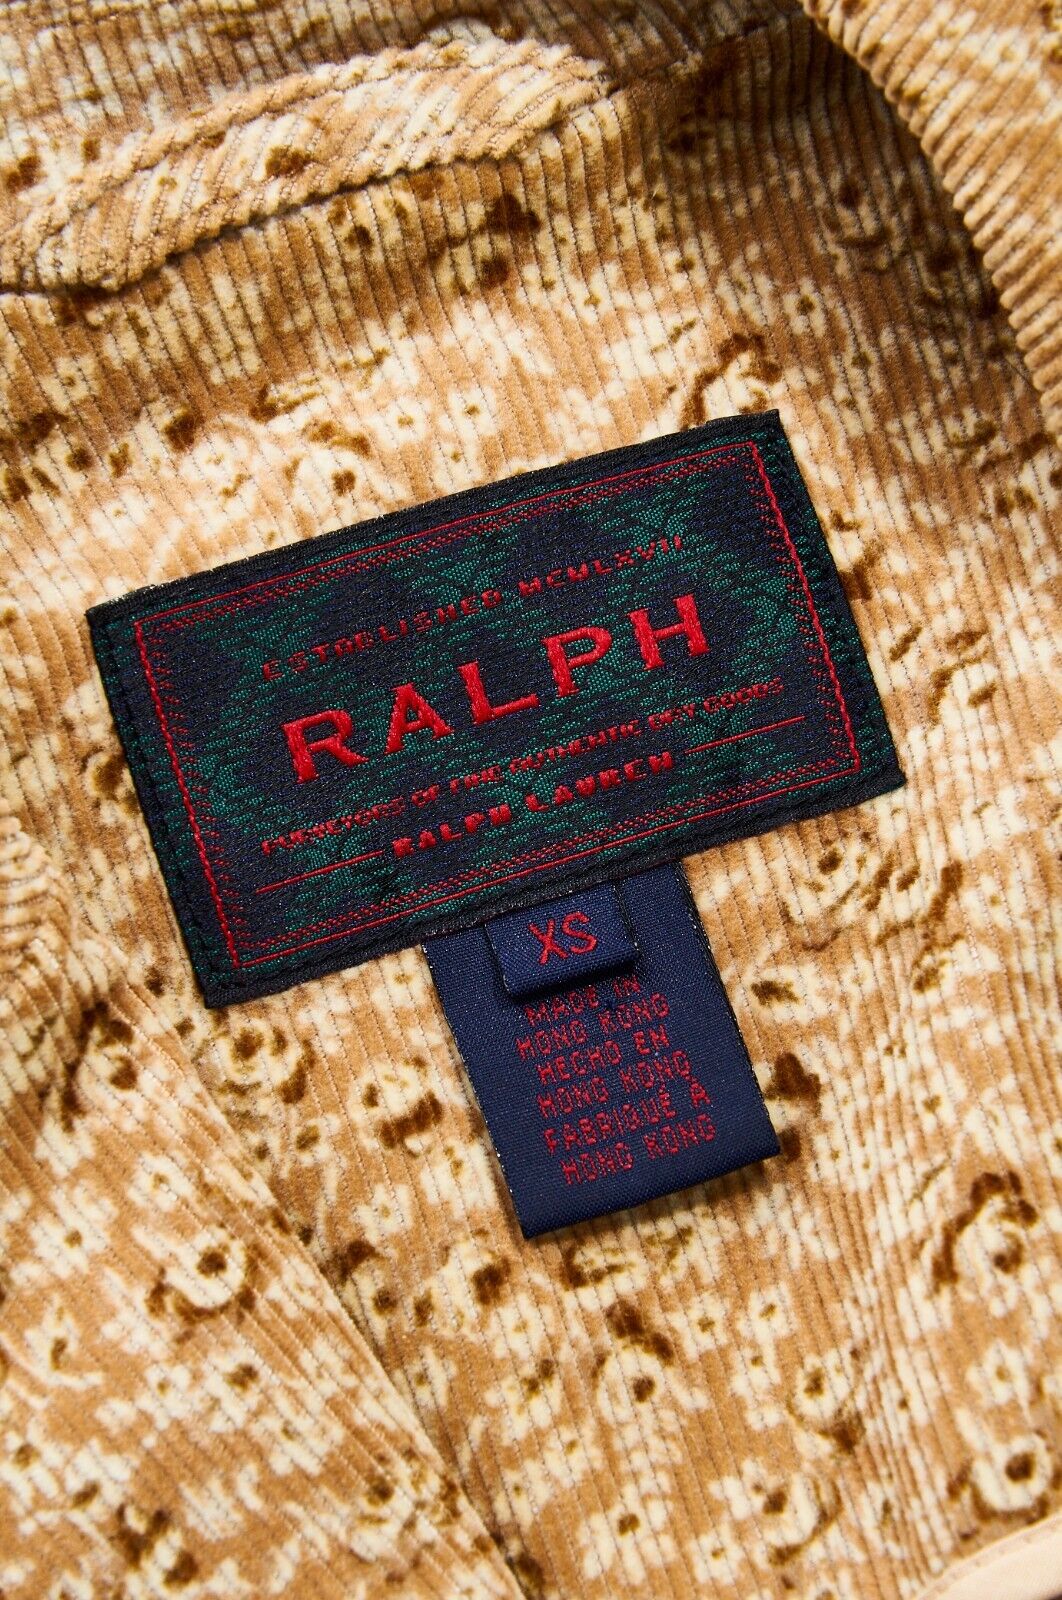 ESTABLISHED MCMLXVII
RALPH
PURVEYORS OF FINE AUTHENTIC DRY GOODS
RALPH LAUREN
XS
MADE IN
HONG KONG
HECHO EN
HONG KONG
FABRIQUÉ À
HONG KONG